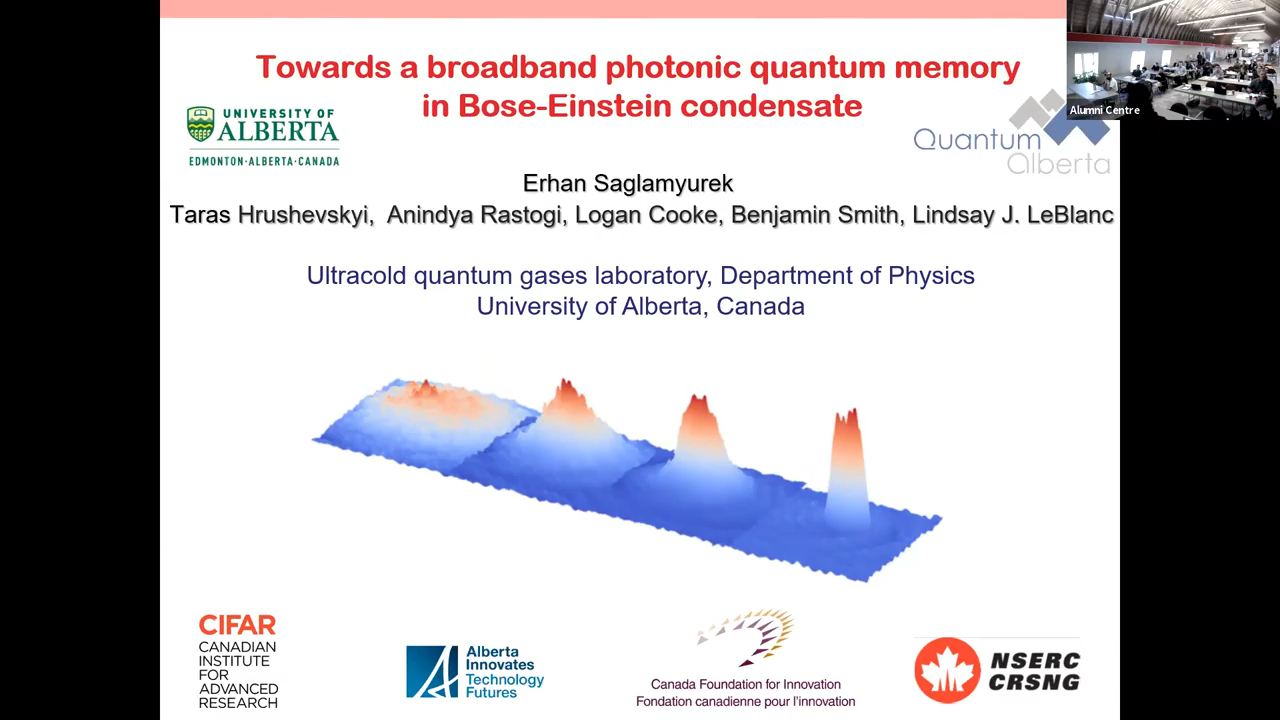 Towards a broadband photonic quantum memory
in Bose-Einstein condensate
UNIVERSITY OF
ALBERTA
EDMONTON·ALBERTA·CANADA
Alumni Centre
Quantum
Alberta
Erhan Saglamyurek
Taras Hrushevskyi, Anindya Rastogi, Logan Cooke, Benjamin Smith, Lindsay J. LeBlanc
Ultracold quantum gases laboratory, Department of Physics
University of Alberta, Canada
CIFAR
CANADIAN
INSTITUTE
FOR
ADVANCED
RESEARCH
Alberta
Innovates
Technology
Futures
Canada Foundation for Innovation
Fondation canadienne pour l'innovation
NSERC
CRSNG